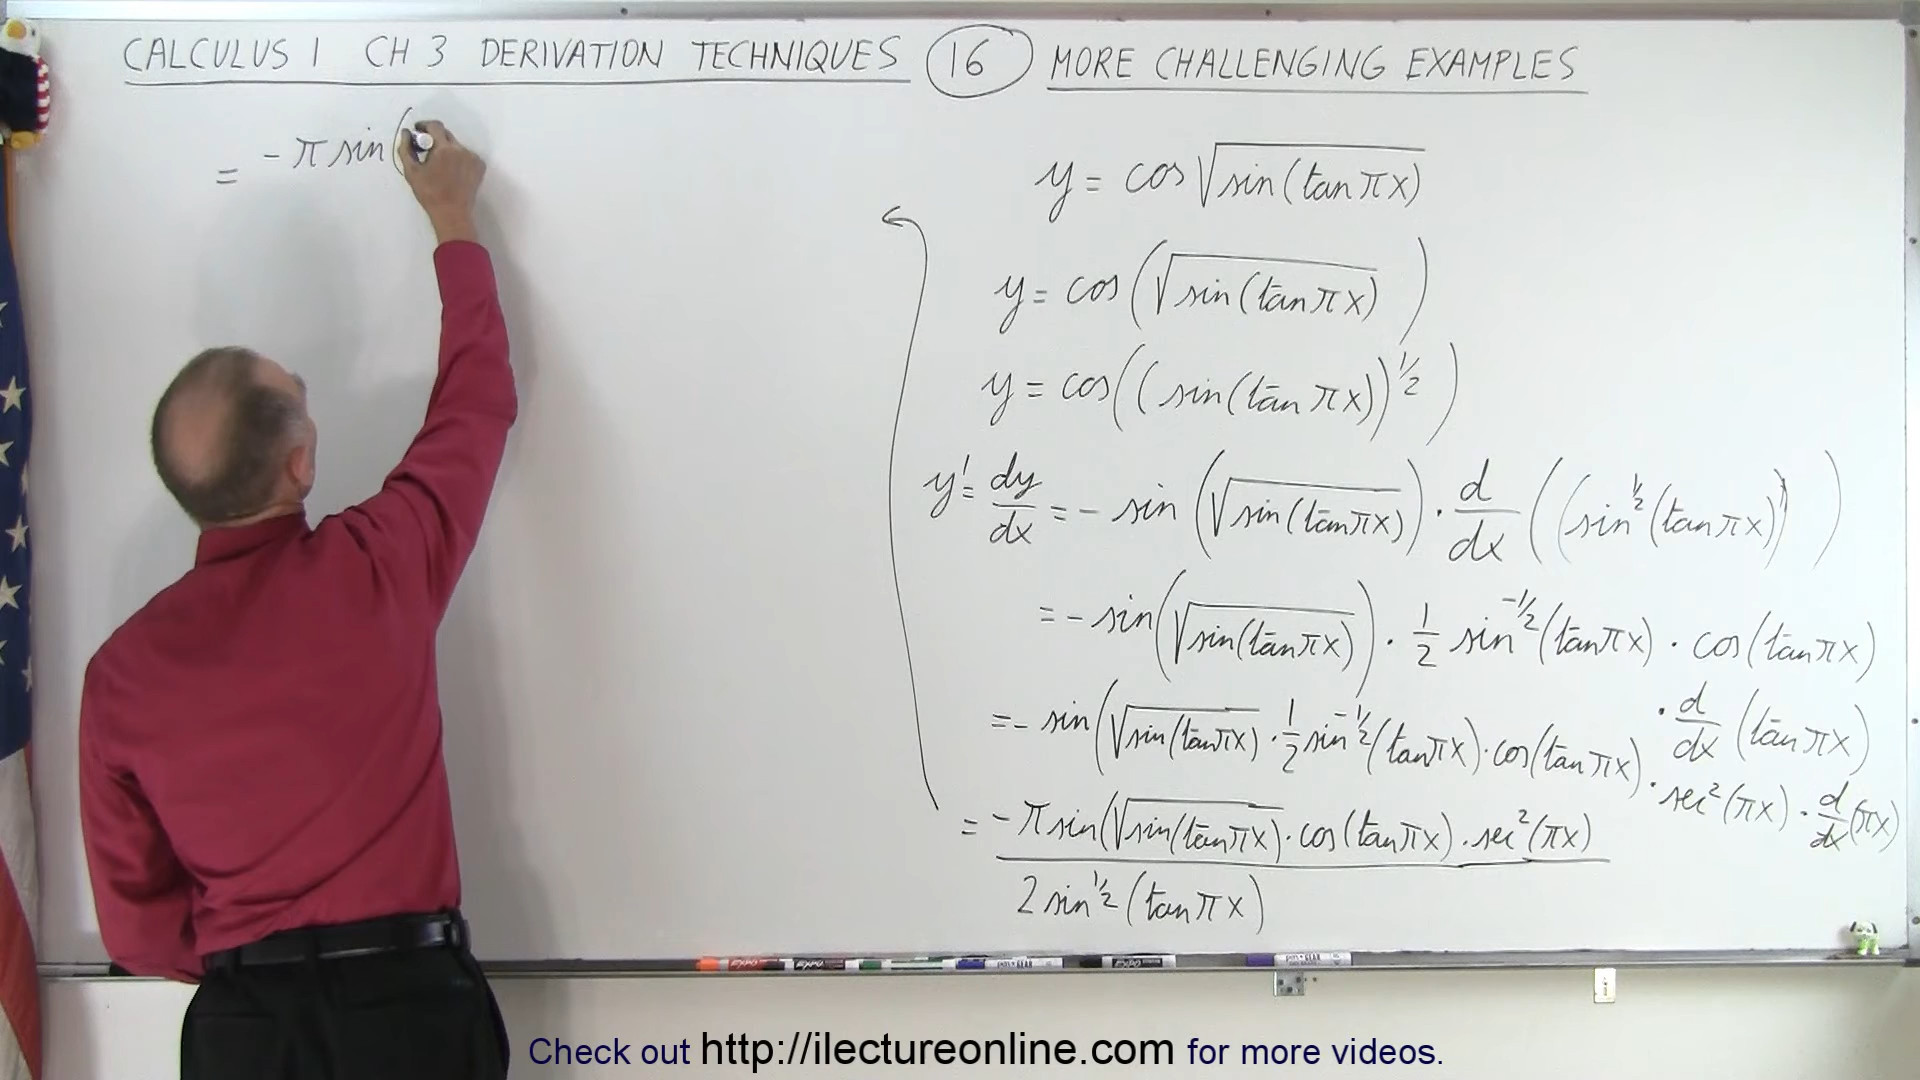 CALCULUS 1 CH 3 DERIVATION TECHNIQUES 16 MORE CHALLENGING EXAMPLES
= -π sin(
y = cos√sin(tan πx)
y = cos(√sin(tan πx))
y = cos((sin(tan πx))^1/2)
y' = dy/dx = - sin(√sin(tan πx)) · d/dx((sin^1/2(tan πx)))
= - sin(√sin(tan πx)) · 1/2 sin^-1/2(tan πx) · cos(tan πx)
· d/dx (tan πx)
= - sin(√sin(tan πx) · 1/2 sin^-1/2(tan πx) · cos(tan πx) · sec²(πx) · d/dx(πx)
= -π sin(√sin(tan πx) · cos(tan πx) · sec²(πx)
2 sin^1/2(tan πx)
Check out http://ilectureonline.com for more videos.